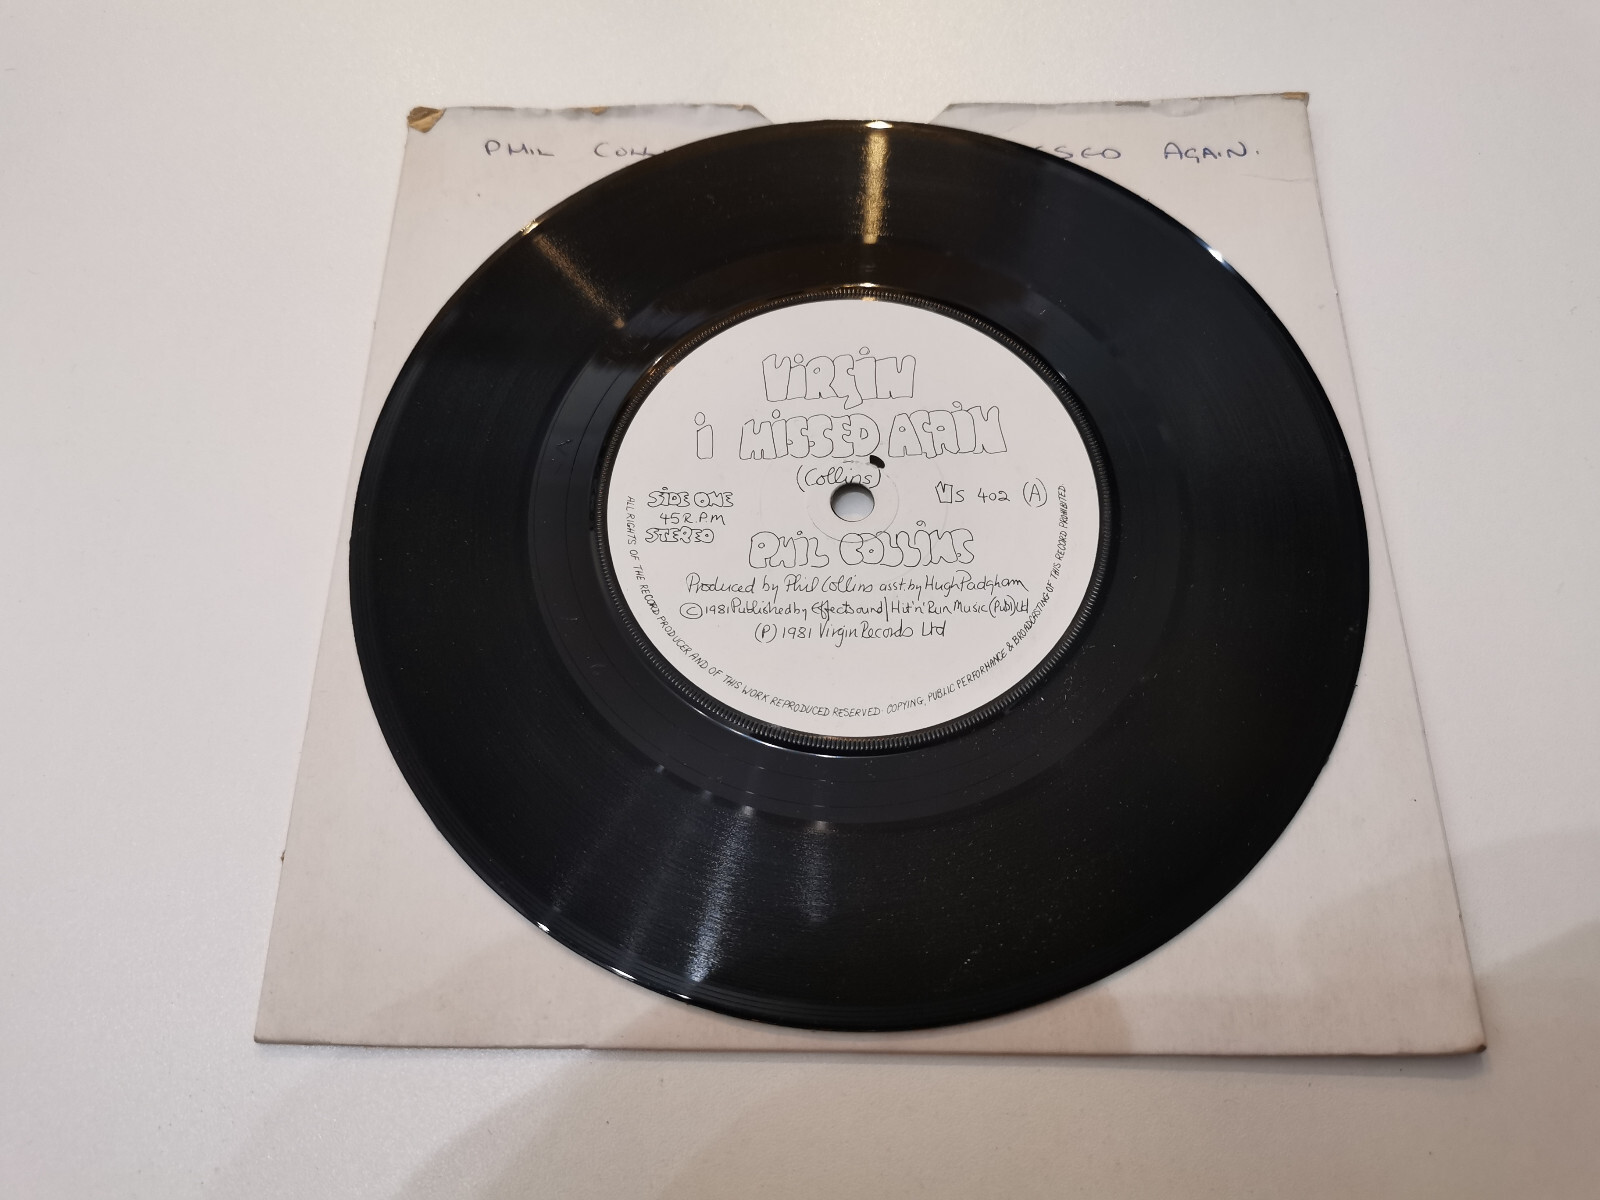 PHIL COLL ESSED AGAIN.
VIRGIN
i MISSED AGAIN
(Collins)
SIDE ONE
45 R.P.M
STEREO
VS 402 (A)
PHIL COLLINS
Produced by Phil Collins asst. by Hugh Padgham
© 1981 Published by Effectsound/Hit'n'Run Music (Pub) Ltd
(P) 1981 Virgin Records Ltd
ALL RIGHTS OF THE RECORD PRODUCER AND OF THIS WORK REPRODUCED RESERVED: COPYING, PUBLIC PERFORMANCE & BROADCASTING OF THIS RECORD PROHIBITED